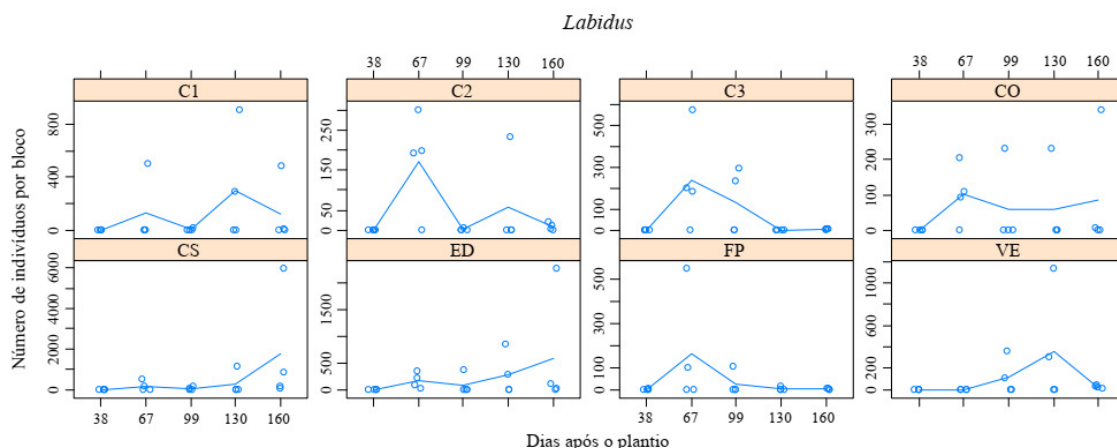 Labidus
38 67 99 130 160
38 67 99 130 160
C1 C2 C3 CO
0 400 800
0 50 150 250
0 100 300 500
0 100 200 300
CS ED FP VE
0 2000 4000 6000
0 500 1500
0 100 300 500
0 200 600 1000
38 67 99 130 160
38 67 99 130 160
Número de indivíduos por bloco
Dias após o plantio